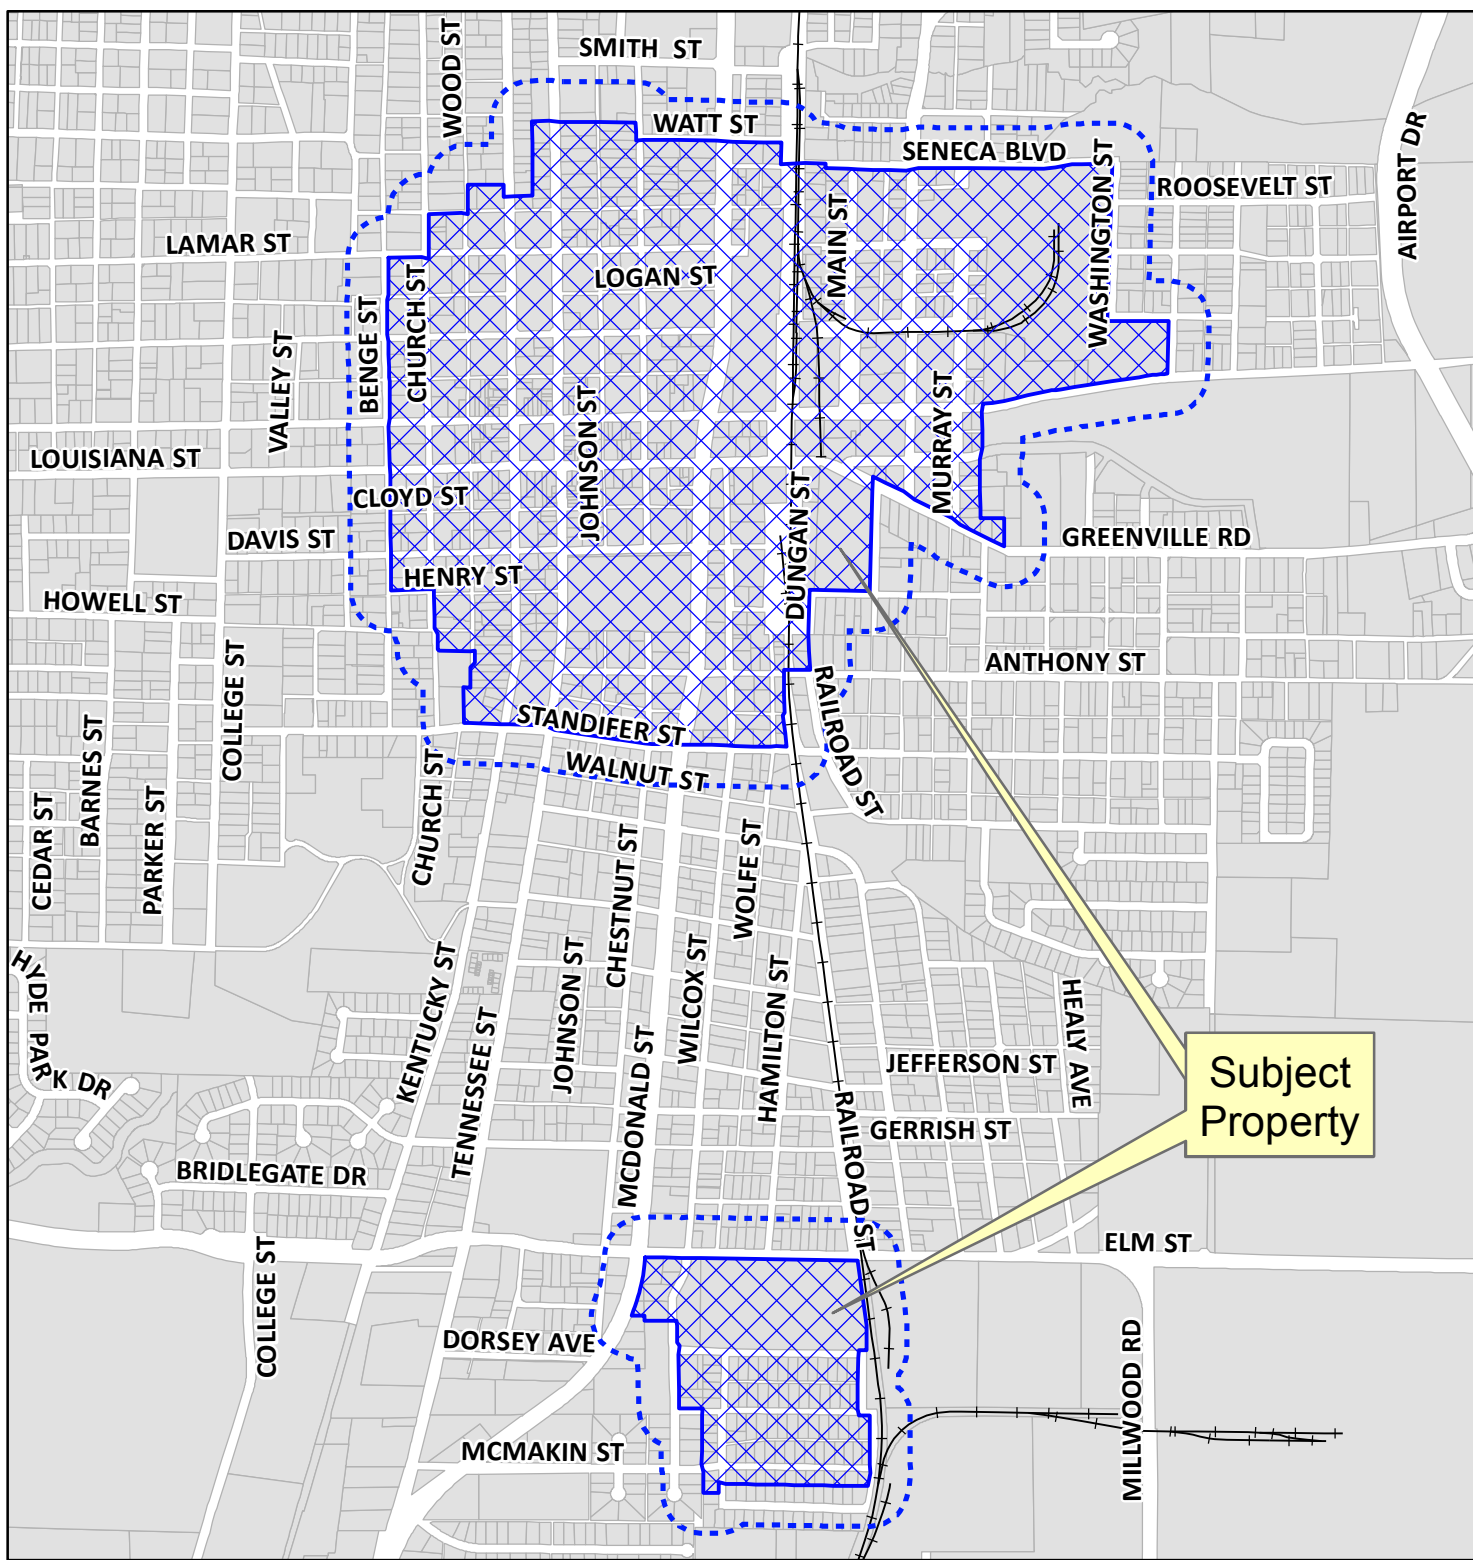 SMITH ST
WOOD ST
WATT ST
SENECA BLVD
WASHINGTON ST
ROOSEVELT ST
AIRPORT DR
LAMAR ST
LOGAN ST
MAIN ST
CHURCH ST
BENGE ST
VALLEY ST
JOHNSON ST
MURRAY ST
LOUISIANA ST
CLOYD ST
DUNGAN ST
DAVIS ST
GREENVILLE RD
HENRY ST
HOWELL ST
COLLEGE ST
ANTHONY ST
RAILROAD ST
STANDIFER ST
WALNUT ST
BARNES ST
CEDAR ST
PARKER ST
CHURCH ST
CHESTNUT ST
WOLFE ST
HYDE PARK DR
KENTUCKY ST
TENNESSEE ST
JOHNSON ST
MCDONALD ST
WILCOX ST
HAMILTON ST
HEALY AVE
JEFFERSON ST
Subject
Property
RAILROAD ST
GERRISH ST
BRIDLEGATE DR
ELM ST
COLLEGE ST
DORSEY AVE
MILLWOOD RD
MCMAKIN ST